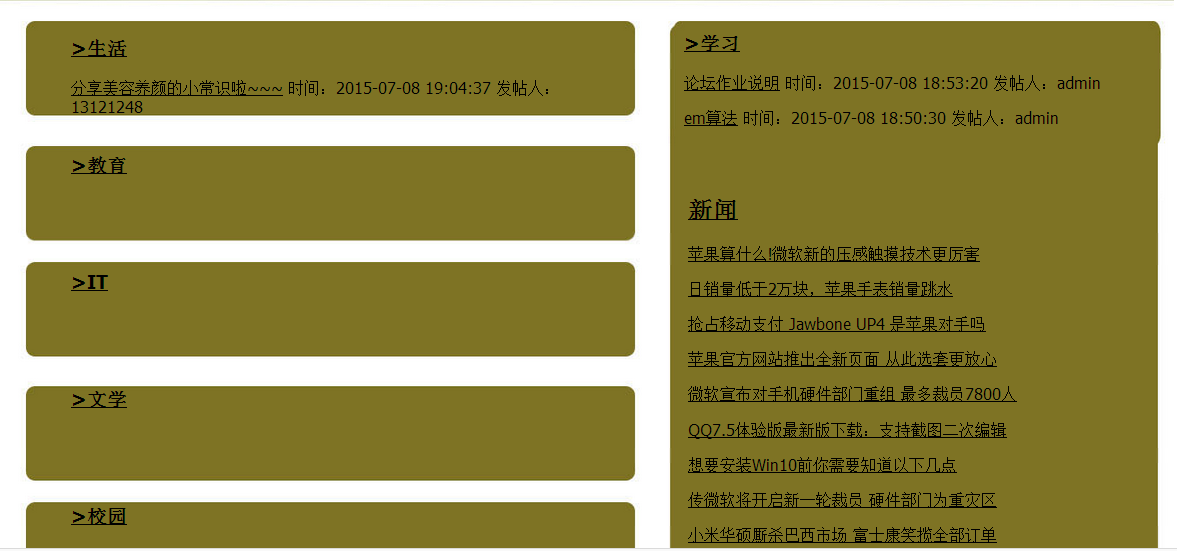 >生活
分享美容养颜的小常识啦~~~ 时间：2015-07-08 19:04:37 发帖人：
13121248
>教育
>IT
>文学
>校园
>学习
论坛作业说明 时间：2015-07-08 18:53:20 发帖人：admin
em算法 时间：2015-07-08 18:50:30 发帖人：admin
新闻
苹果算什么!微软新的压感触摸技术更厉害
日销量低于2万块，苹果手表销量跳水
抢占移动支付 Jawbone UP4 是苹果对手吗
苹果官方网站推出全新页面 从此选套更放心
微软宣布对手机硬件部门重组 最多裁员7800人
QQ7.5体验版最新版下载：支持截图二次编辑
想要安装Win10前你需要知道以下几点
传微软将开启新一轮裁员 硬件部门为重灾区
小米华硕厮杀巴西市场 富士康笑揽全部订单